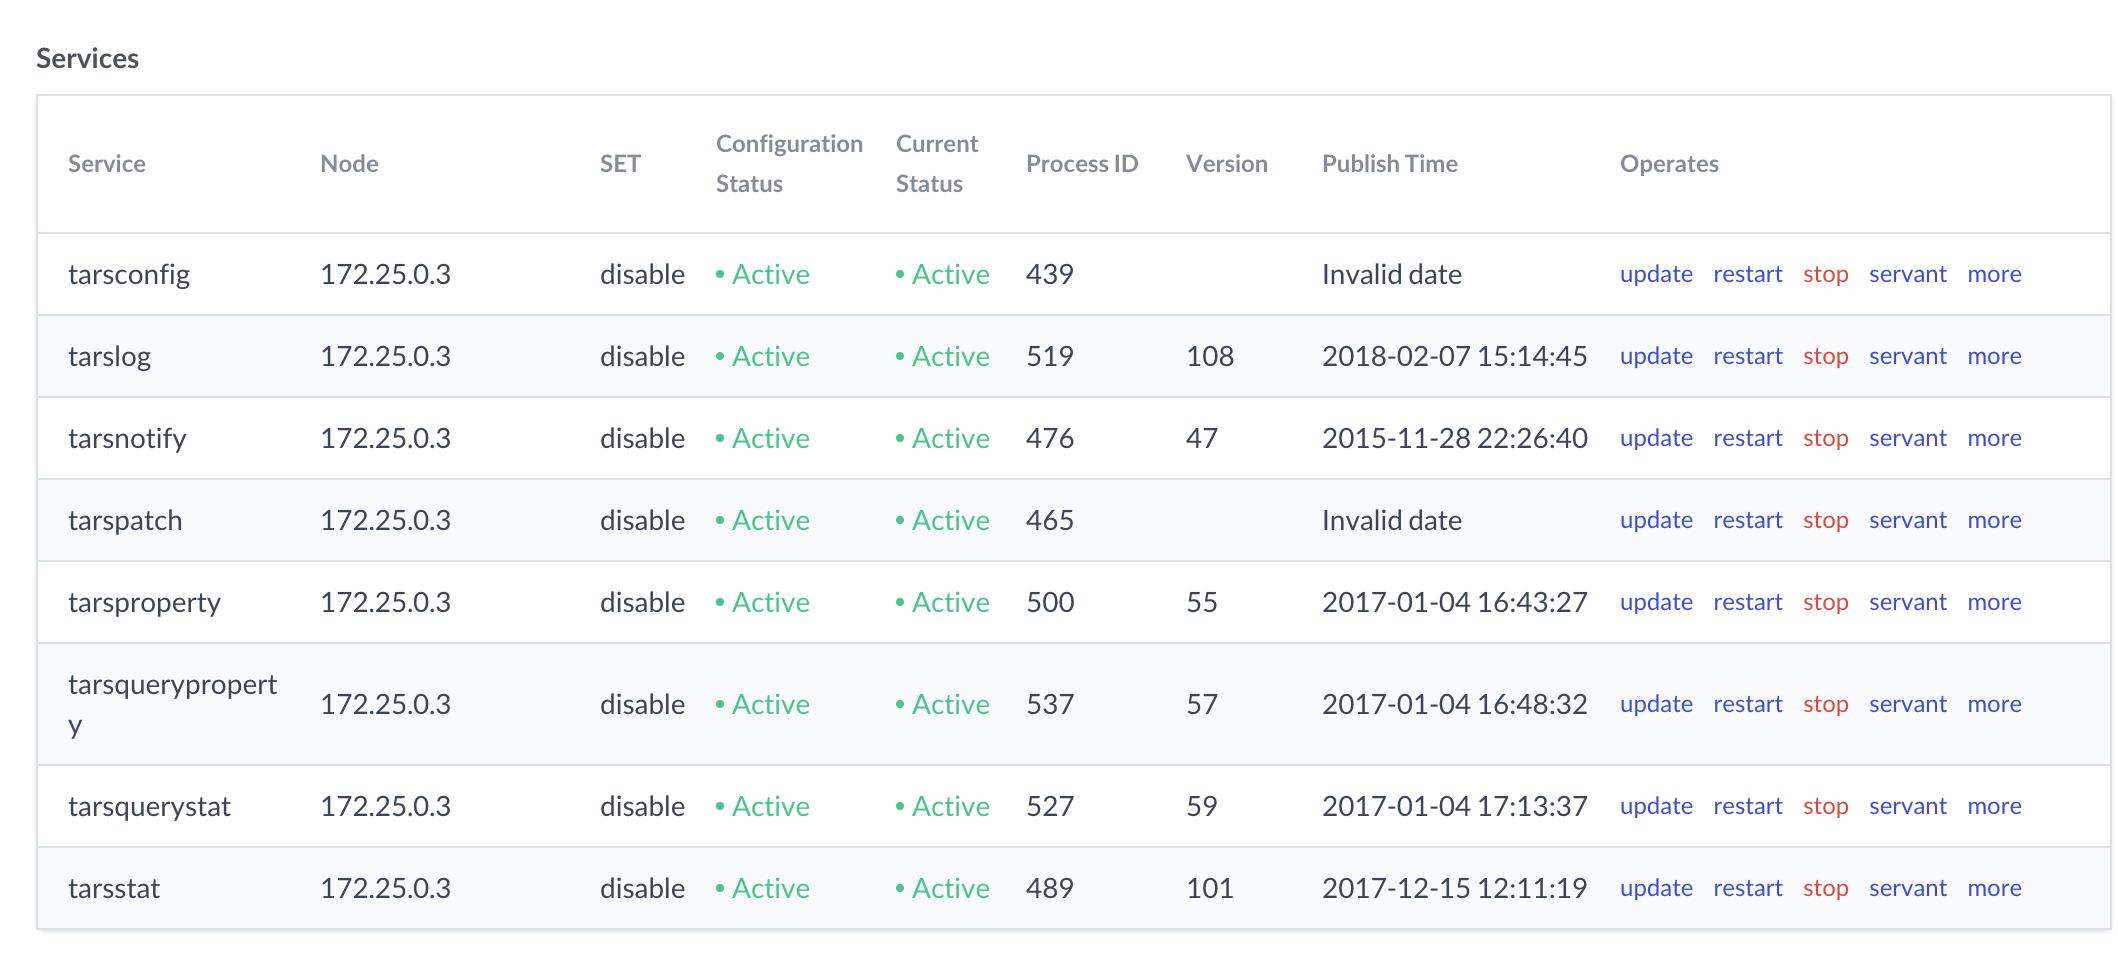 Services
Service Node SET Configuration Status Current Status Process ID Version Publish Time Operates
tarsconfig 172.25.0.3 disable • Active • Active 439 Invalid date update restart stop servant more
tarslog 172.25.0.3 disable • Active • Active 519 108 2018-02-07 15:14:45 update restart stop servant more
tarsnotify 172.25.0.3 disable • Active • Active 476 47 2015-11-28 22:26:40 update restart stop servant more
tarspatch 172.25.0.3 disable • Active • Active 465 Invalid date update restart stop servant more
tarsproperty 172.25.0.3 disable • Active • Active 500 55 2017-01-04 16:43:27 update restart stop servant more
tarsquerypropert
y 172.25.0.3 disable • Active • Active 537 57 2017-01-04 16:48:32 update restart stop servant more
tarsquerystat 172.25.0.3 disable • Active • Active 527 59 2017-01-04 17:13:37 update restart stop servant more
tarsstat 172.25.0.3 disable • Active • Active 489 101 2017-12-15 12:11:19 update restart stop servant more